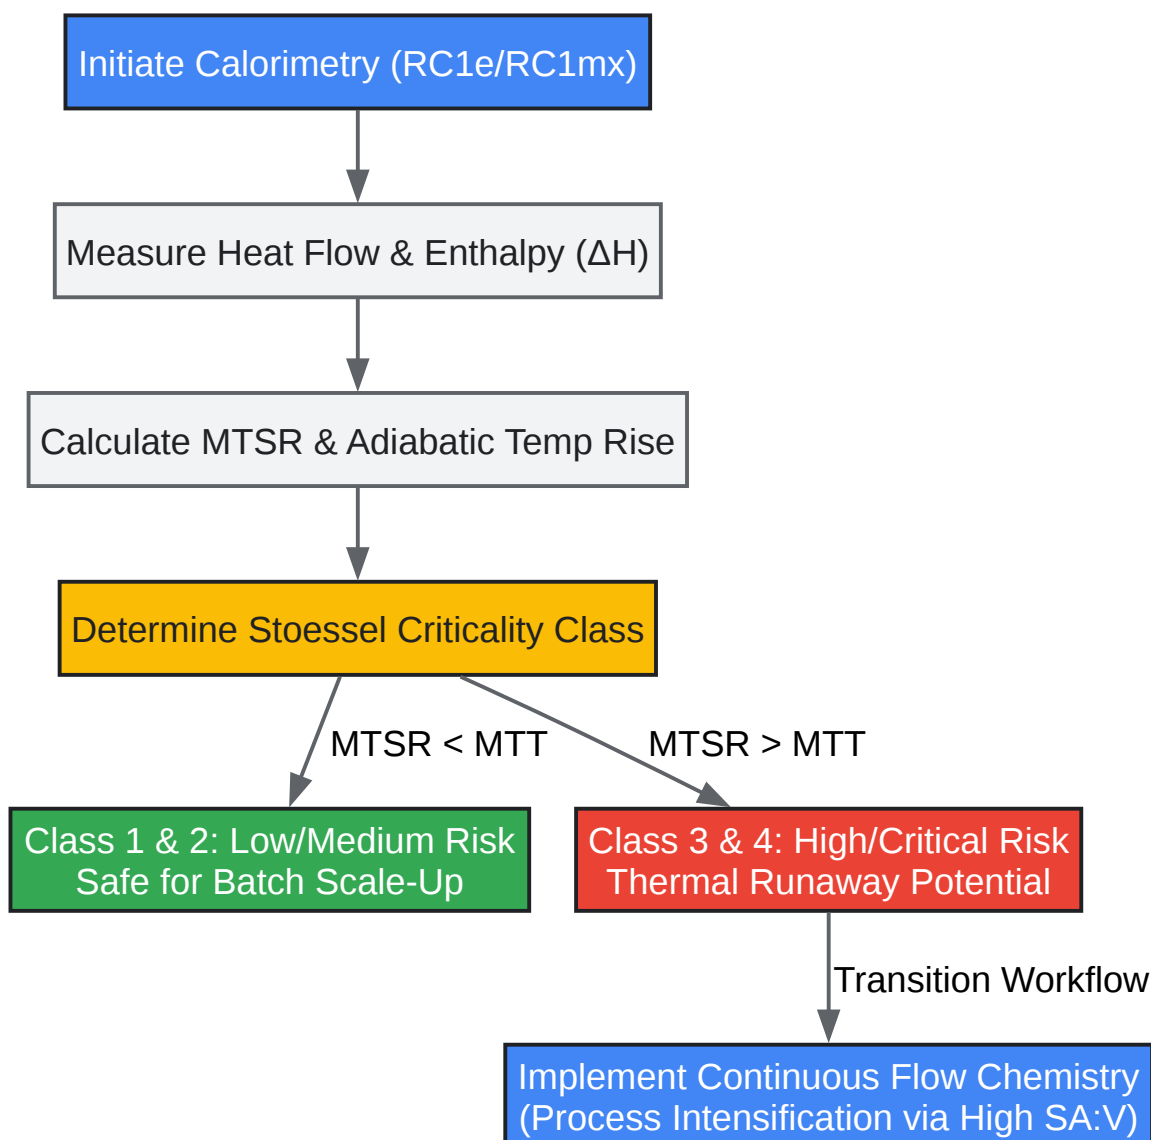 Initiate Calorimetry (RC1e/RC1mx)
Measure Heat Flow & Enthalpy (ΔH)
Calculate MTSR & Adiabatic Temp Rise
Determine Stoessel Criticality Class
MTSR < MTT
MTSR > MTT
Class 1 & 2: Low/Medium Risk
Safe for Batch Scale-Up
Class 3 & 4: High/Critical Risk
Thermal Runaway Potential
Transition Workflow
Implement Continuous Flow Chemistry
(Process Intensification via High SA:V)